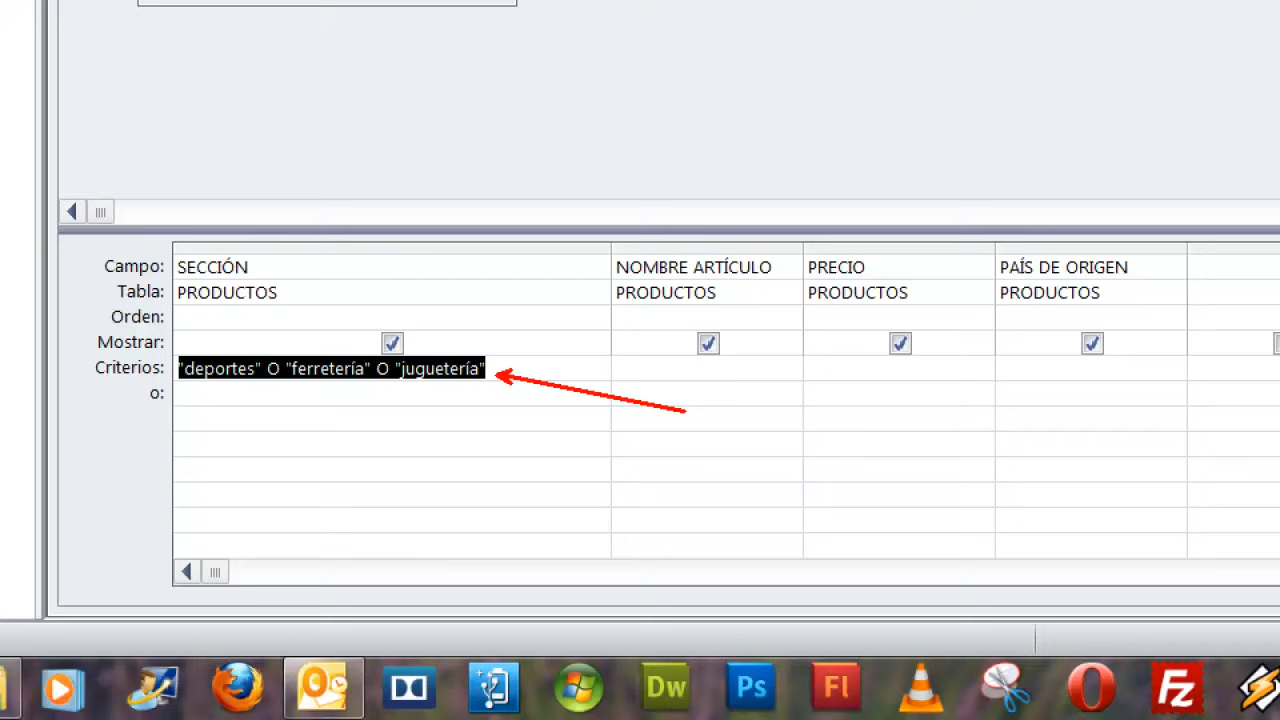 Campo: SECCIÓN NOMBRE ARTÍCULO PRECIO PAÍS DE ORIGEN
Tabla: PRODUCTOS PRODUCTOS PRODUCTOS PRODUCTOS
Orden:
Mostrar:
Criterios: "deportes" O "ferretería" O "juguetería"
o:
Dw Ps Fl Fz